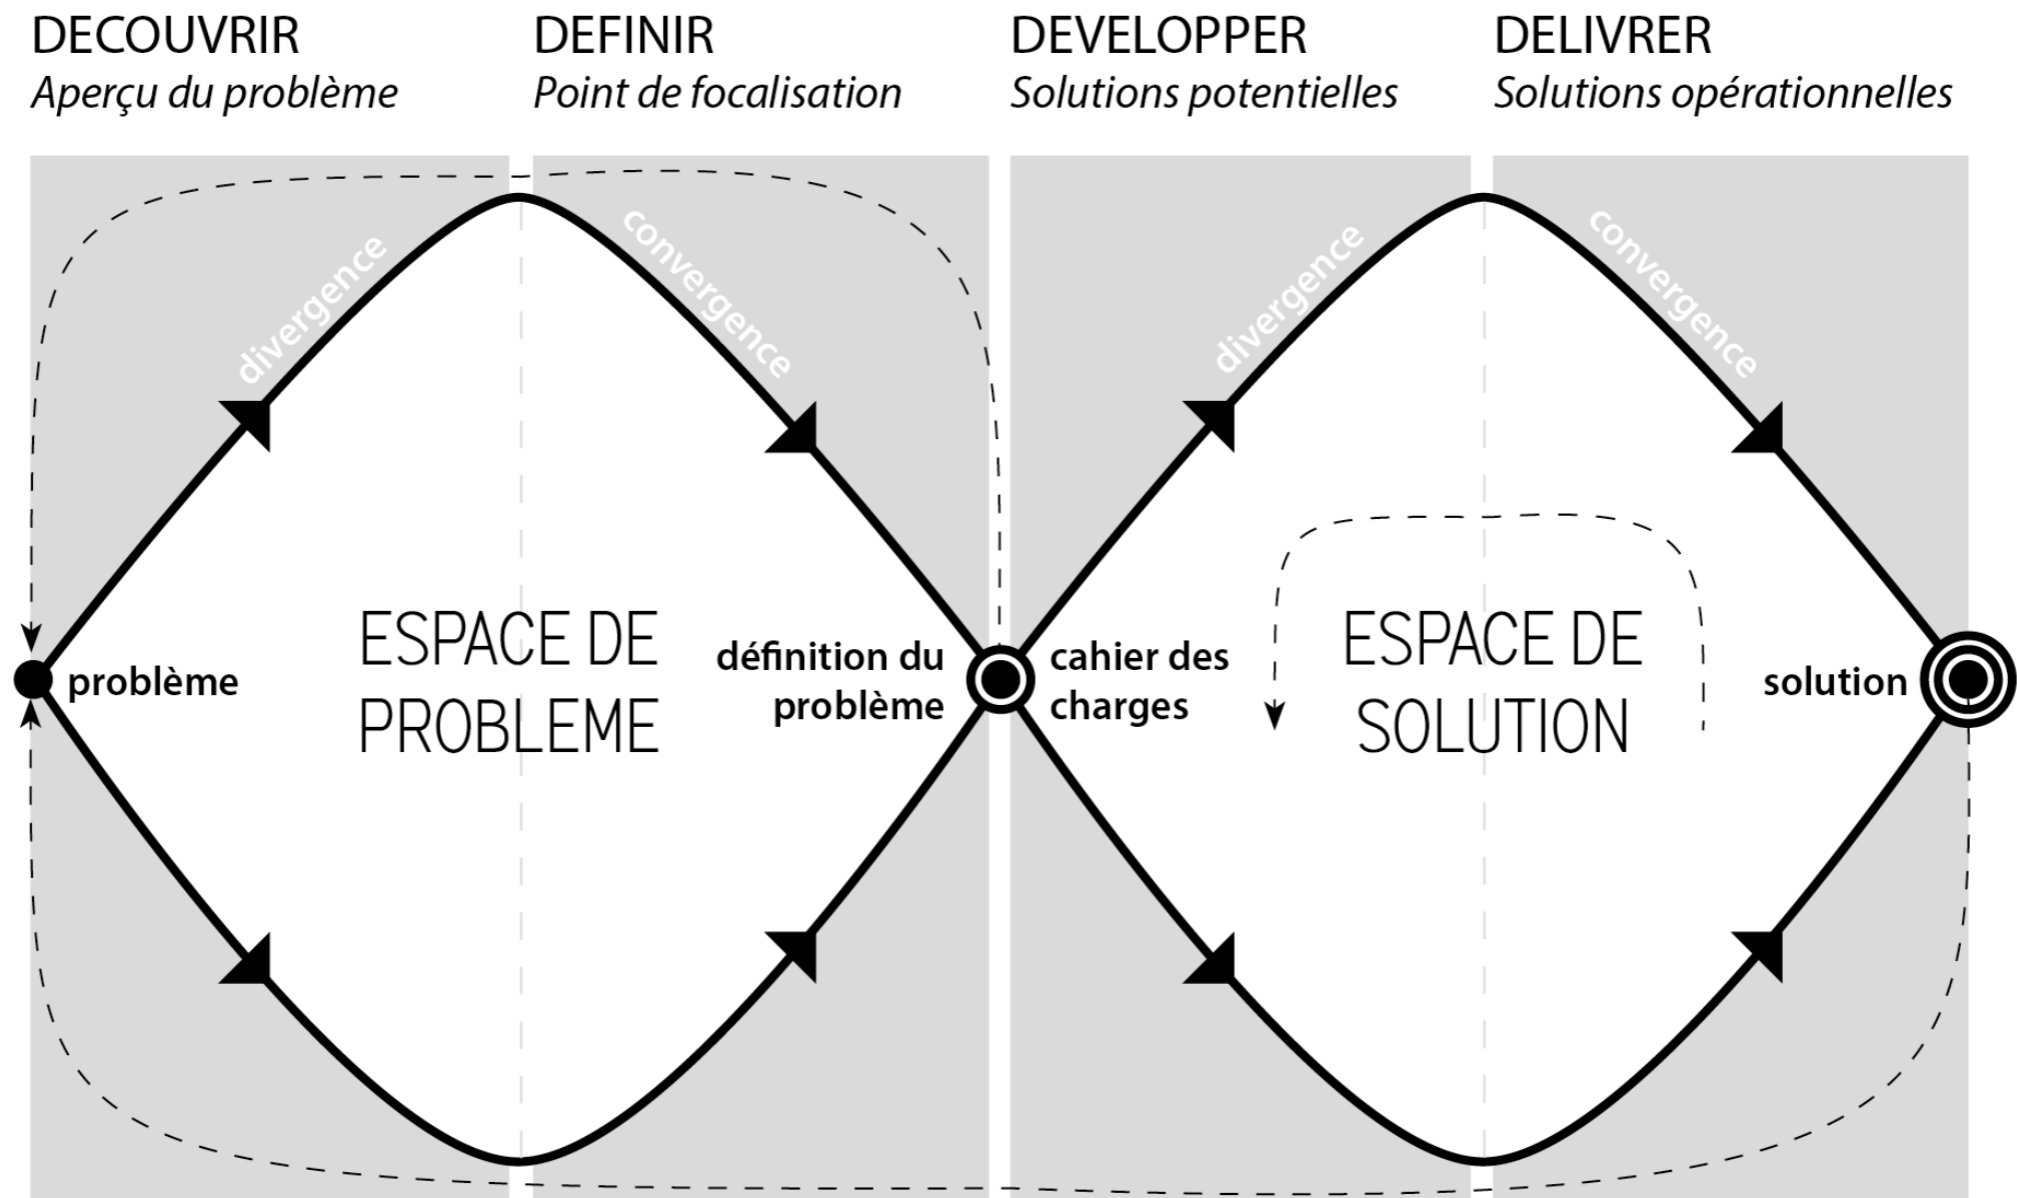 DECOUVRIR
Aperçu du problème
DEFINIR
Point de focalisation
DEVELOPPER
Solutions potentielles
DELIVRER
Solutions opérationnelles
divergence
convergence
divergence
convergence
problème
ESPACE DE
PROBLEME
définition du
problème
cahier des
charges
ESPACE DE
SOLUTION
solution